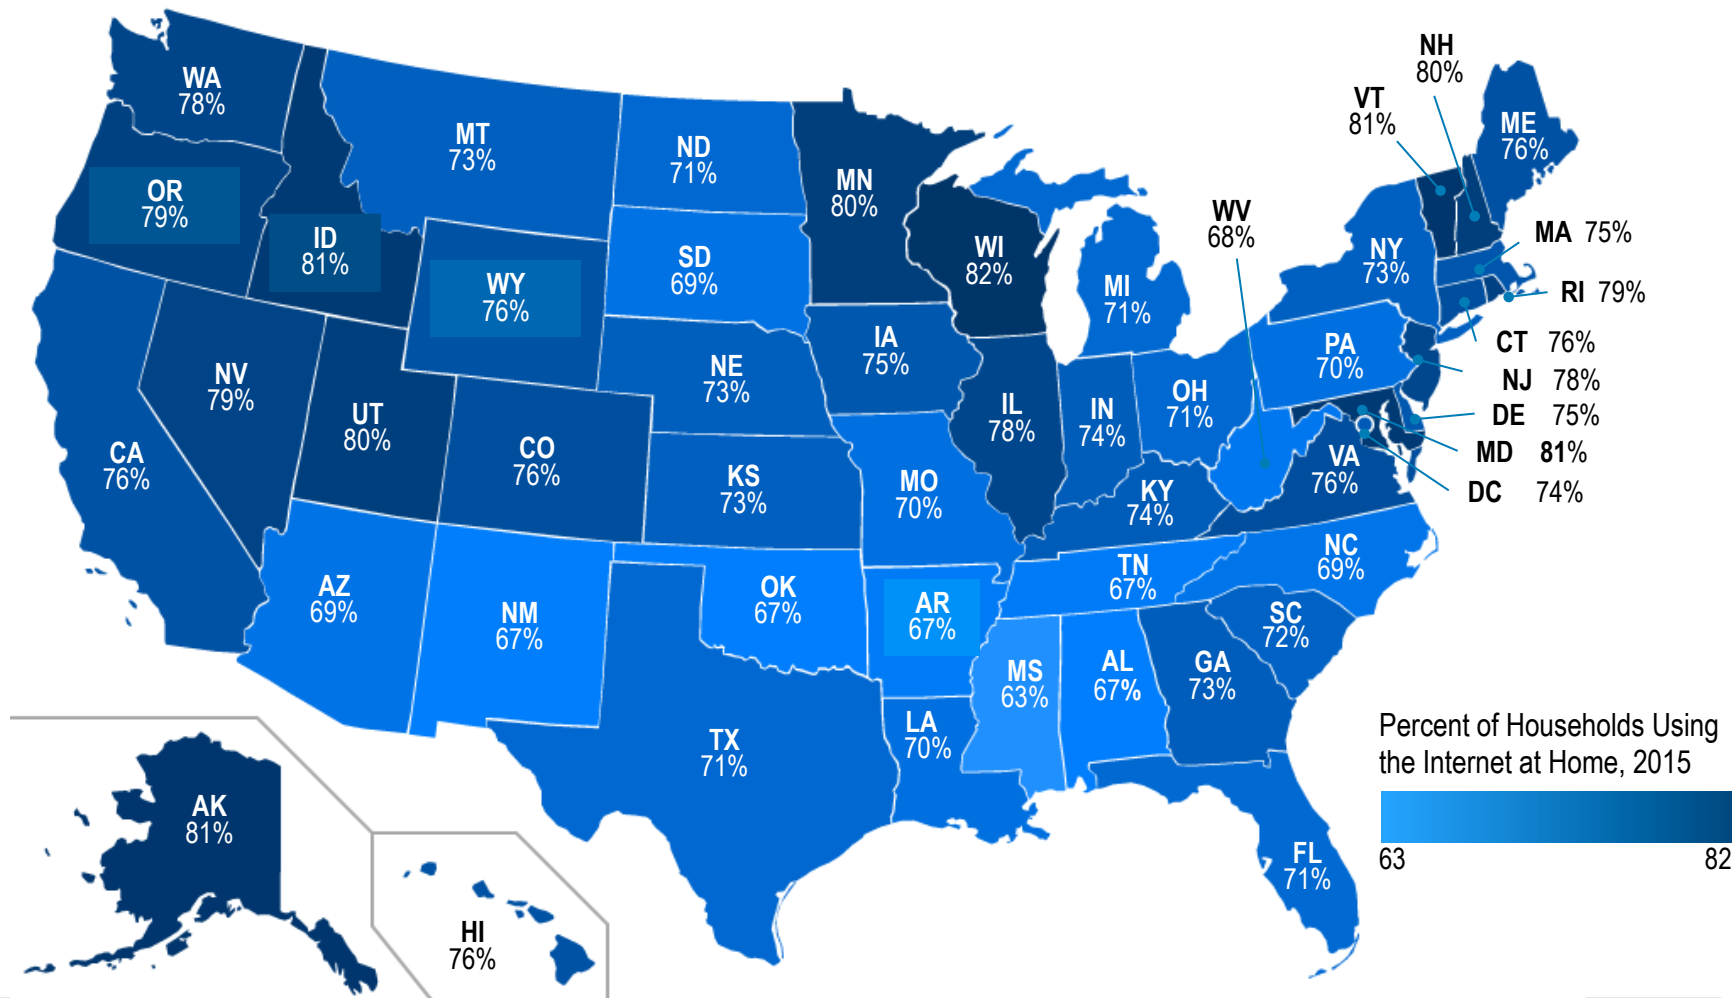 NH
80%
VT
81%
WA
78%
ME
76%
MT
73%
ND
71%
OR
79%
MN
80%
WV
68%
ID
81%
WI
82%
NY
73%
MA 75%
SD
69%
WY
76%
MI
71%
RI 79%
IA
75%
CT 76%
PA
70%
NJ 78%
NE
73%
NV
79%
OH
71%
UT
80%
IL
78%
IN
74%
DE 75%
CA
76%
CO
76%
MD 81%
VA
76%
KS
73%
MO
70%
KY
74%
DC 74%
NC
69%
TN
67%
AZ
69%
NM
67%
OK
67%
AR
67%
SC
72%
MS
63%
AL
67%
GA
73%
LA
70%
TX
71%
Percent of Households Using
the Internet at Home, 2015
63 82
AK
81%
FL
71%
HI
76%